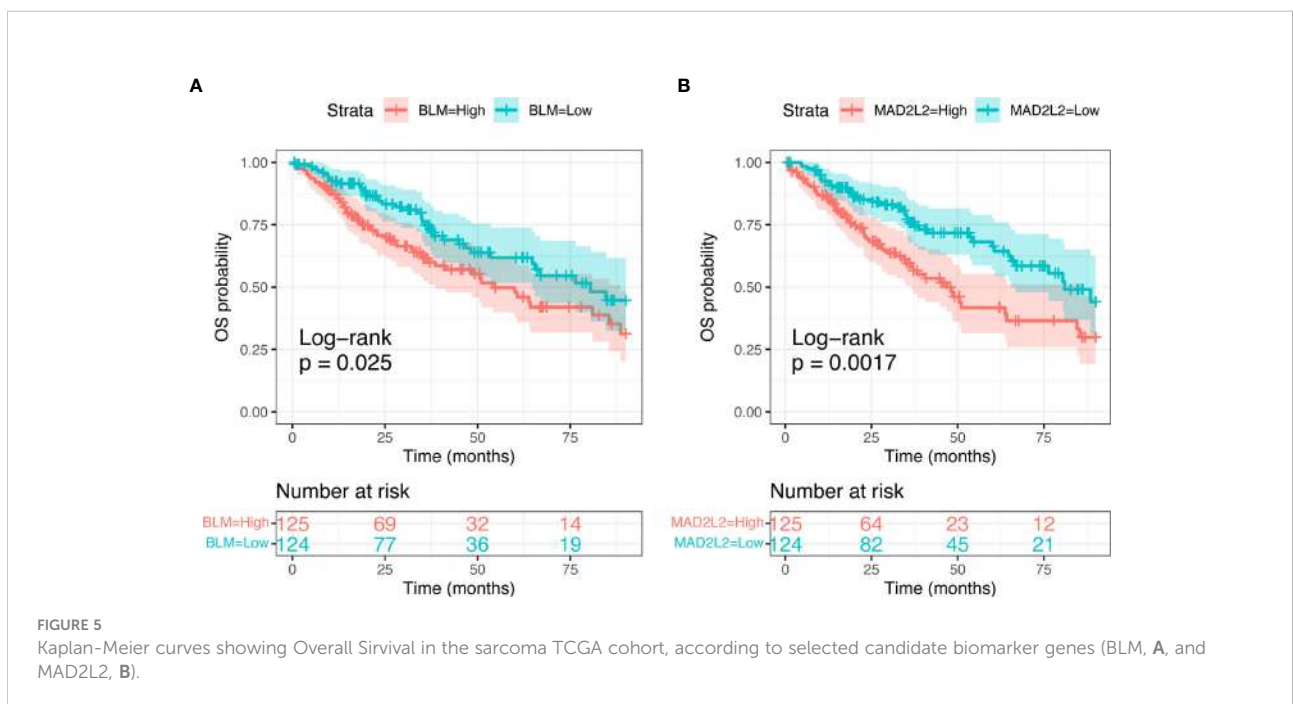 A
Strata BLM=High BLM=Low
1.00
0.75
0.50
0.25
0.00
OS probability
Log-rank
p = 0.025
0 25 50 75
Time (months)
Number at risk
BLM=High 125 69 32 14
BLM=Low 124 77 36 19
0 25 50 75
Time (months)
B
Strata MAD2L2=High MAD2L2=Low
1.00
0.75
0.50
0.25
0.00
OS probability
Log-rank
p = 0.0017
0 25 50 75
Time (months)
Number at risk
MAD2L2=High 125 64 23 12
MAD2L2=Low 124 82 45 21
0 25 50 75
Time (months)
FIGURE 5
Kaplan-Meier curves showing Overall Sirvival in the sarcoma TCGA cohort, according to selected candidate biomarker genes (BLM, A, and
MAD2L2, B).